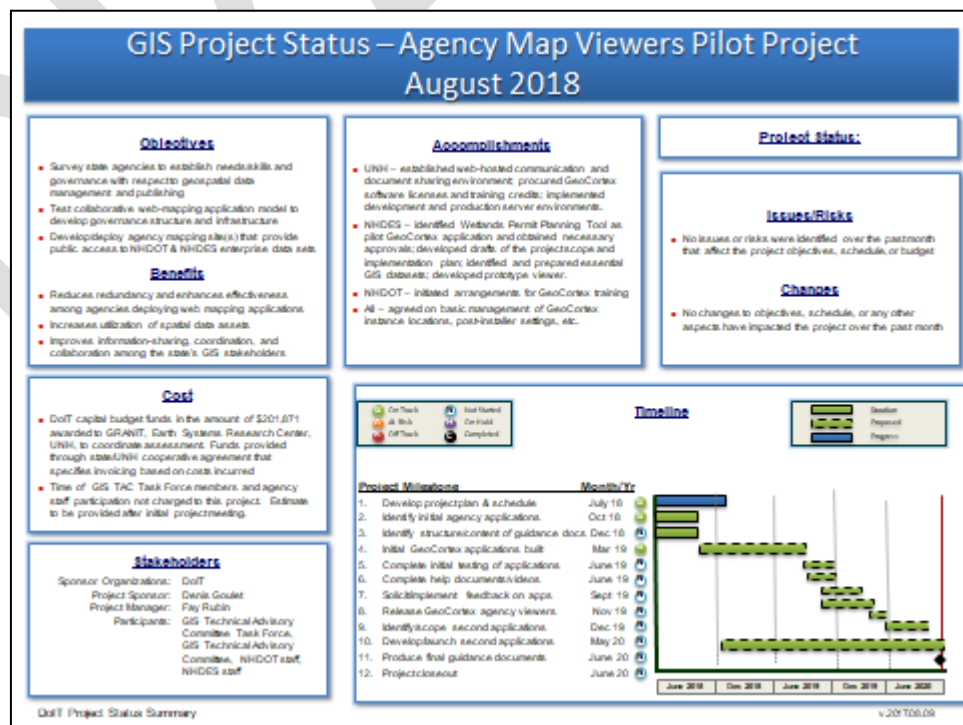 GIS Project Status – Agency Map Viewers Pilot Project
August 2018
Objectives
Survey state agencies to establish needs/skills and
governance with respect to geospatial data
management and publishing
Test collaborative web-mapping application model to
develop governance structure and infrastructure
Develop/deploy agency mapping site(s) that provide
public access to NHDOT & NHDES enterprise data sets
Benefits
Reduces redundancy and enhances effectiveness
among agencies deploying web mapping applications
Increases utilization of spatial data assets
Improves information-sharing, coordination, and
collaboration among the state's GIS stakeholders
Accomplishments
UNH – established web-hosted communication and
document sharing environment; procured GeoCortex
software licenses and training credits; implemented
development and production server environments.
NHDES – identified Wetlands Permit Planning Tool as
pilot GeoCortex application and obtained necessary
approvals; developed drafts of the project scope and
implementation plan; identified and prepared essential
GIS datasets; developed prototype viewer.
NHDOT – initiated arrangements for GeoCortex training
All – agreed on basic management of GeoCortex
instance locations, post-installer settings, etc.
Project Status:
Issues/Risks
No issues or risks were identified over the past month
that affect the project objectives, schedule, or budget
Changes
No changes to objectives, schedule, or any other
aspects have impacted the project over the past month
Cost
DoIT capital budget funds in the amount of $201,871
awarded to GRANIT, Earth Systems Research Center,
UNH, to coordinate assessment. Funds provided
through state/UNH cooperative agreement that
specifies invoicing based on costs incurred
Time of GIS TAC Task Force members and agency
staff participation not charged to this project. Estimate
to be provided after initial project meeting.
Stakeholders
Sponsor Organizations: DoIT
Project Sponsor: Denis Goulet
Project Manager: Fay Rubin
Participants: GIS Technical Advisory
Committee Task Force,
GIS Technical Advisory
Committee, NHDOT staff,
NHDES staff
On Track N Not Started
At Risk On Hold
Off Track C Completed
Timeline
Baseline
Proposed
Progress
Project Milestone Month/Yr
1. Develop project plan & schedule July 18
2. Identify initial agency applications Oct 18
3. Identify structure/content of guidance docs Dec 18 N
4. Initial GeoCortex applications built Mar 19
5. Complete initial testing of applications June 19 N
6. Complete help documents/videos June 19 N
7. Solicit/implement feedback on apps Sept 19 N
8. Release GeoCortex agency viewers Nov 19 N
9. Identify/scope second applications Dec 19 N
10. Develop/launch second applications May 20 N
11. Produce final guidance documents June 20 N
12. Project closeout June 20 N
June 2018 Dec 2018 June 2019 Dec 2019 June 2020
DoIT Project Status Summary
v.2017.08.09